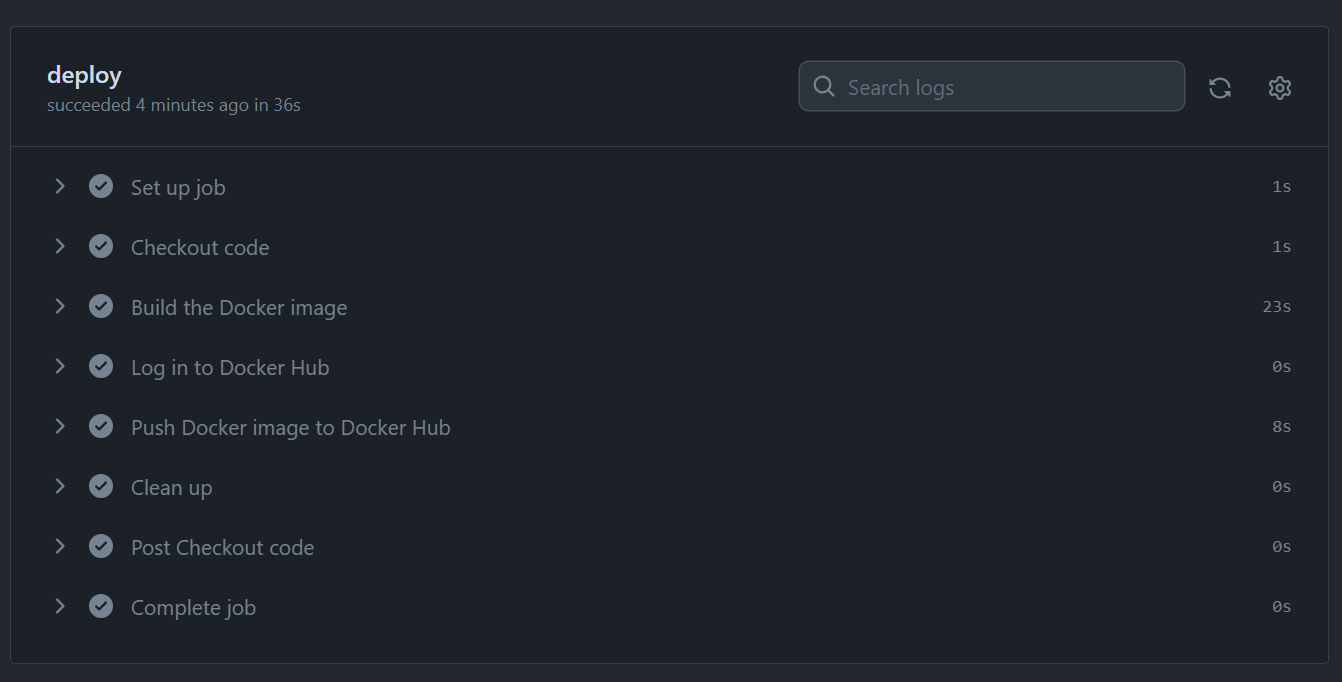 deploy
succeeded 4 minutes ago in 36s
Search logs
Set up job 1s
Checkout code 1s
Build the Docker image 23s
Log in to Docker Hub 0s
Push Docker image to Docker Hub 8s
Clean up 0s
Post Checkout code 0s
Complete job 0s